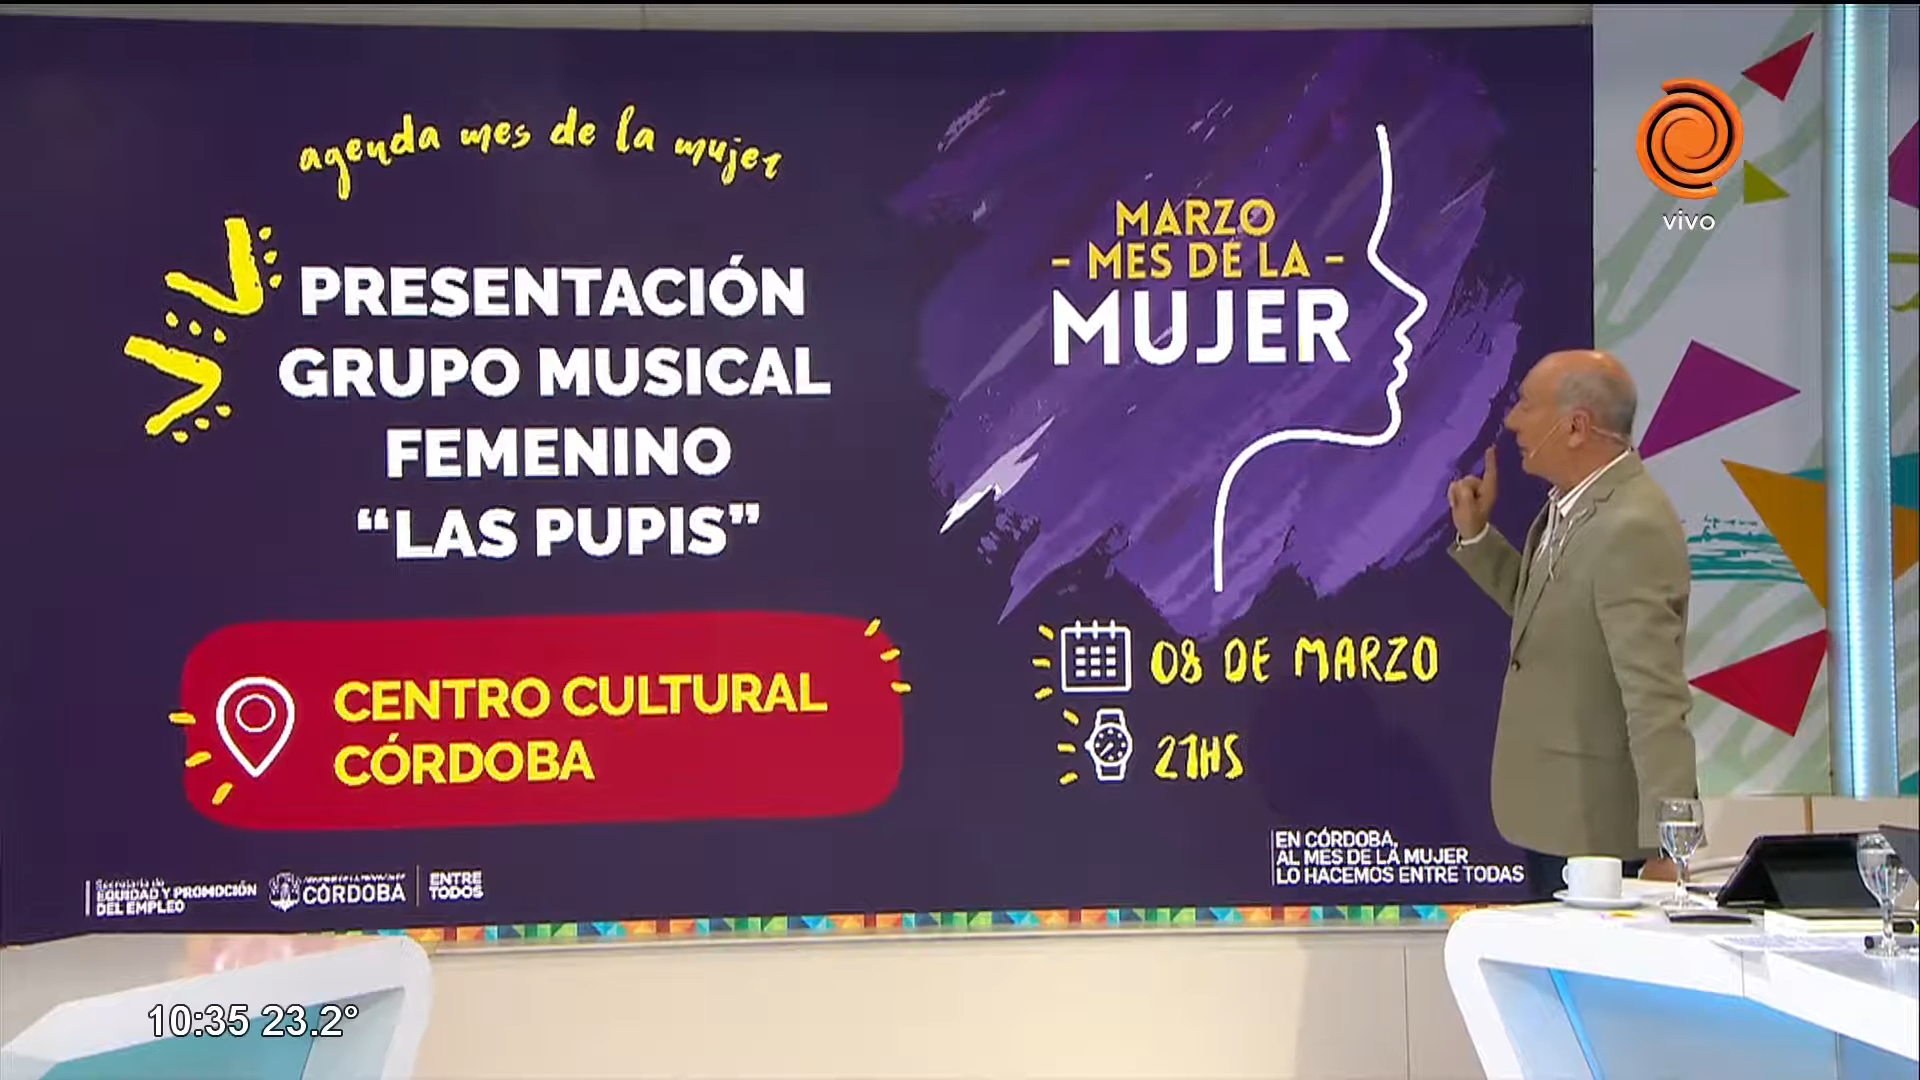 agenda mes de la mujer
PRESENTACIÓN
GRUPO MUSICAL
FEMENINO
“LAS PUPIS”
CENTRO CULTURAL
CÓRDOBA
MARZO
- MES DE LA -
MUJER
08 DE MARZO
21HS
EN CÓRDOBA,
AL MES DE LA MUJER
LO HACEMOS ENTRE TODAS
Secretaría de
EQUIDAD Y PROMOCIÓN
DEL EMPLEO
CÓRDOBA
ENTRE
TODOS
vivo
10:35 23.2°